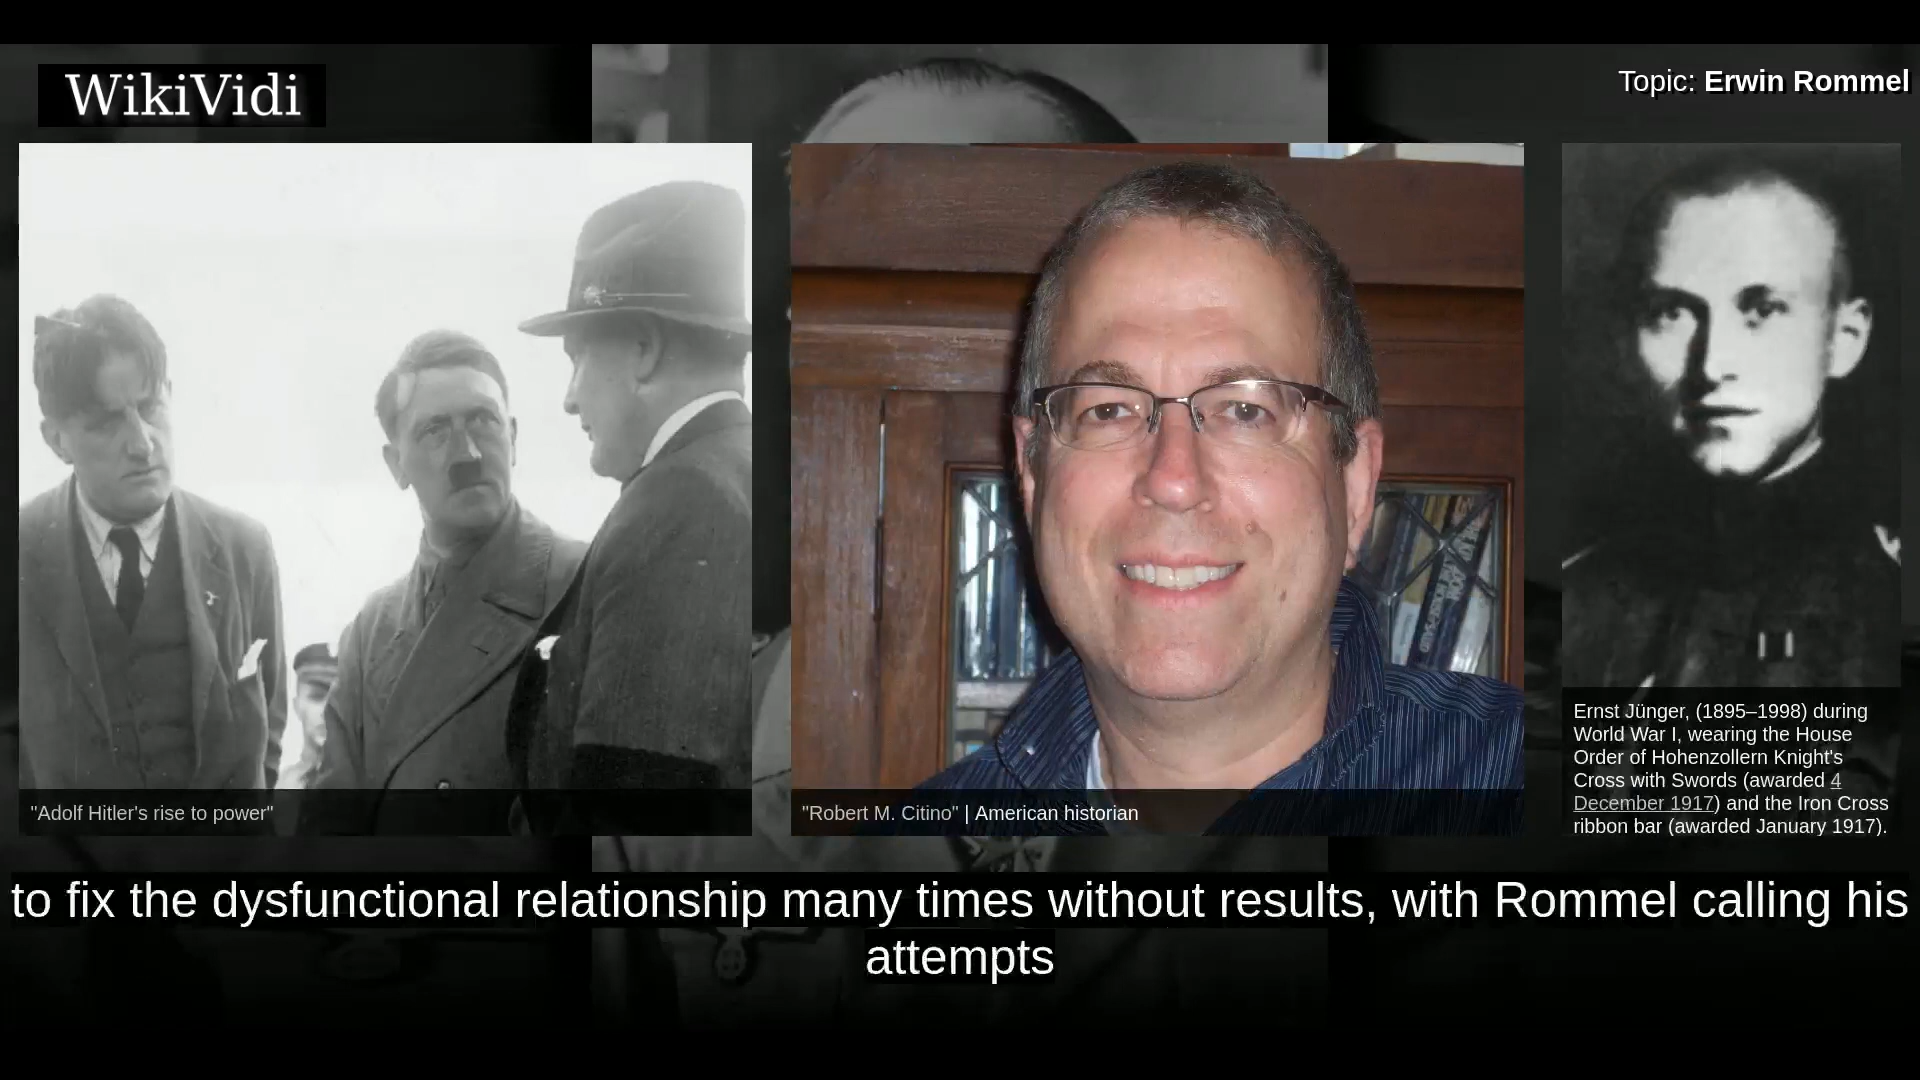 WikiVidi
Topic: Erwin Rommel
"Adolf Hitler's rise to power"
"Robert M. Citino" | American historian
Ernst Jünger, (1895–1998) during
World War I, wearing the House
Order of Hohenzollern Knight's
Cross with Swords (awarded 4
December 1917) and the Iron Cross
ribbon bar (awarded January 1917).
to fix the dysfunctional relationship many times without results, with Rommel calling his
attempts